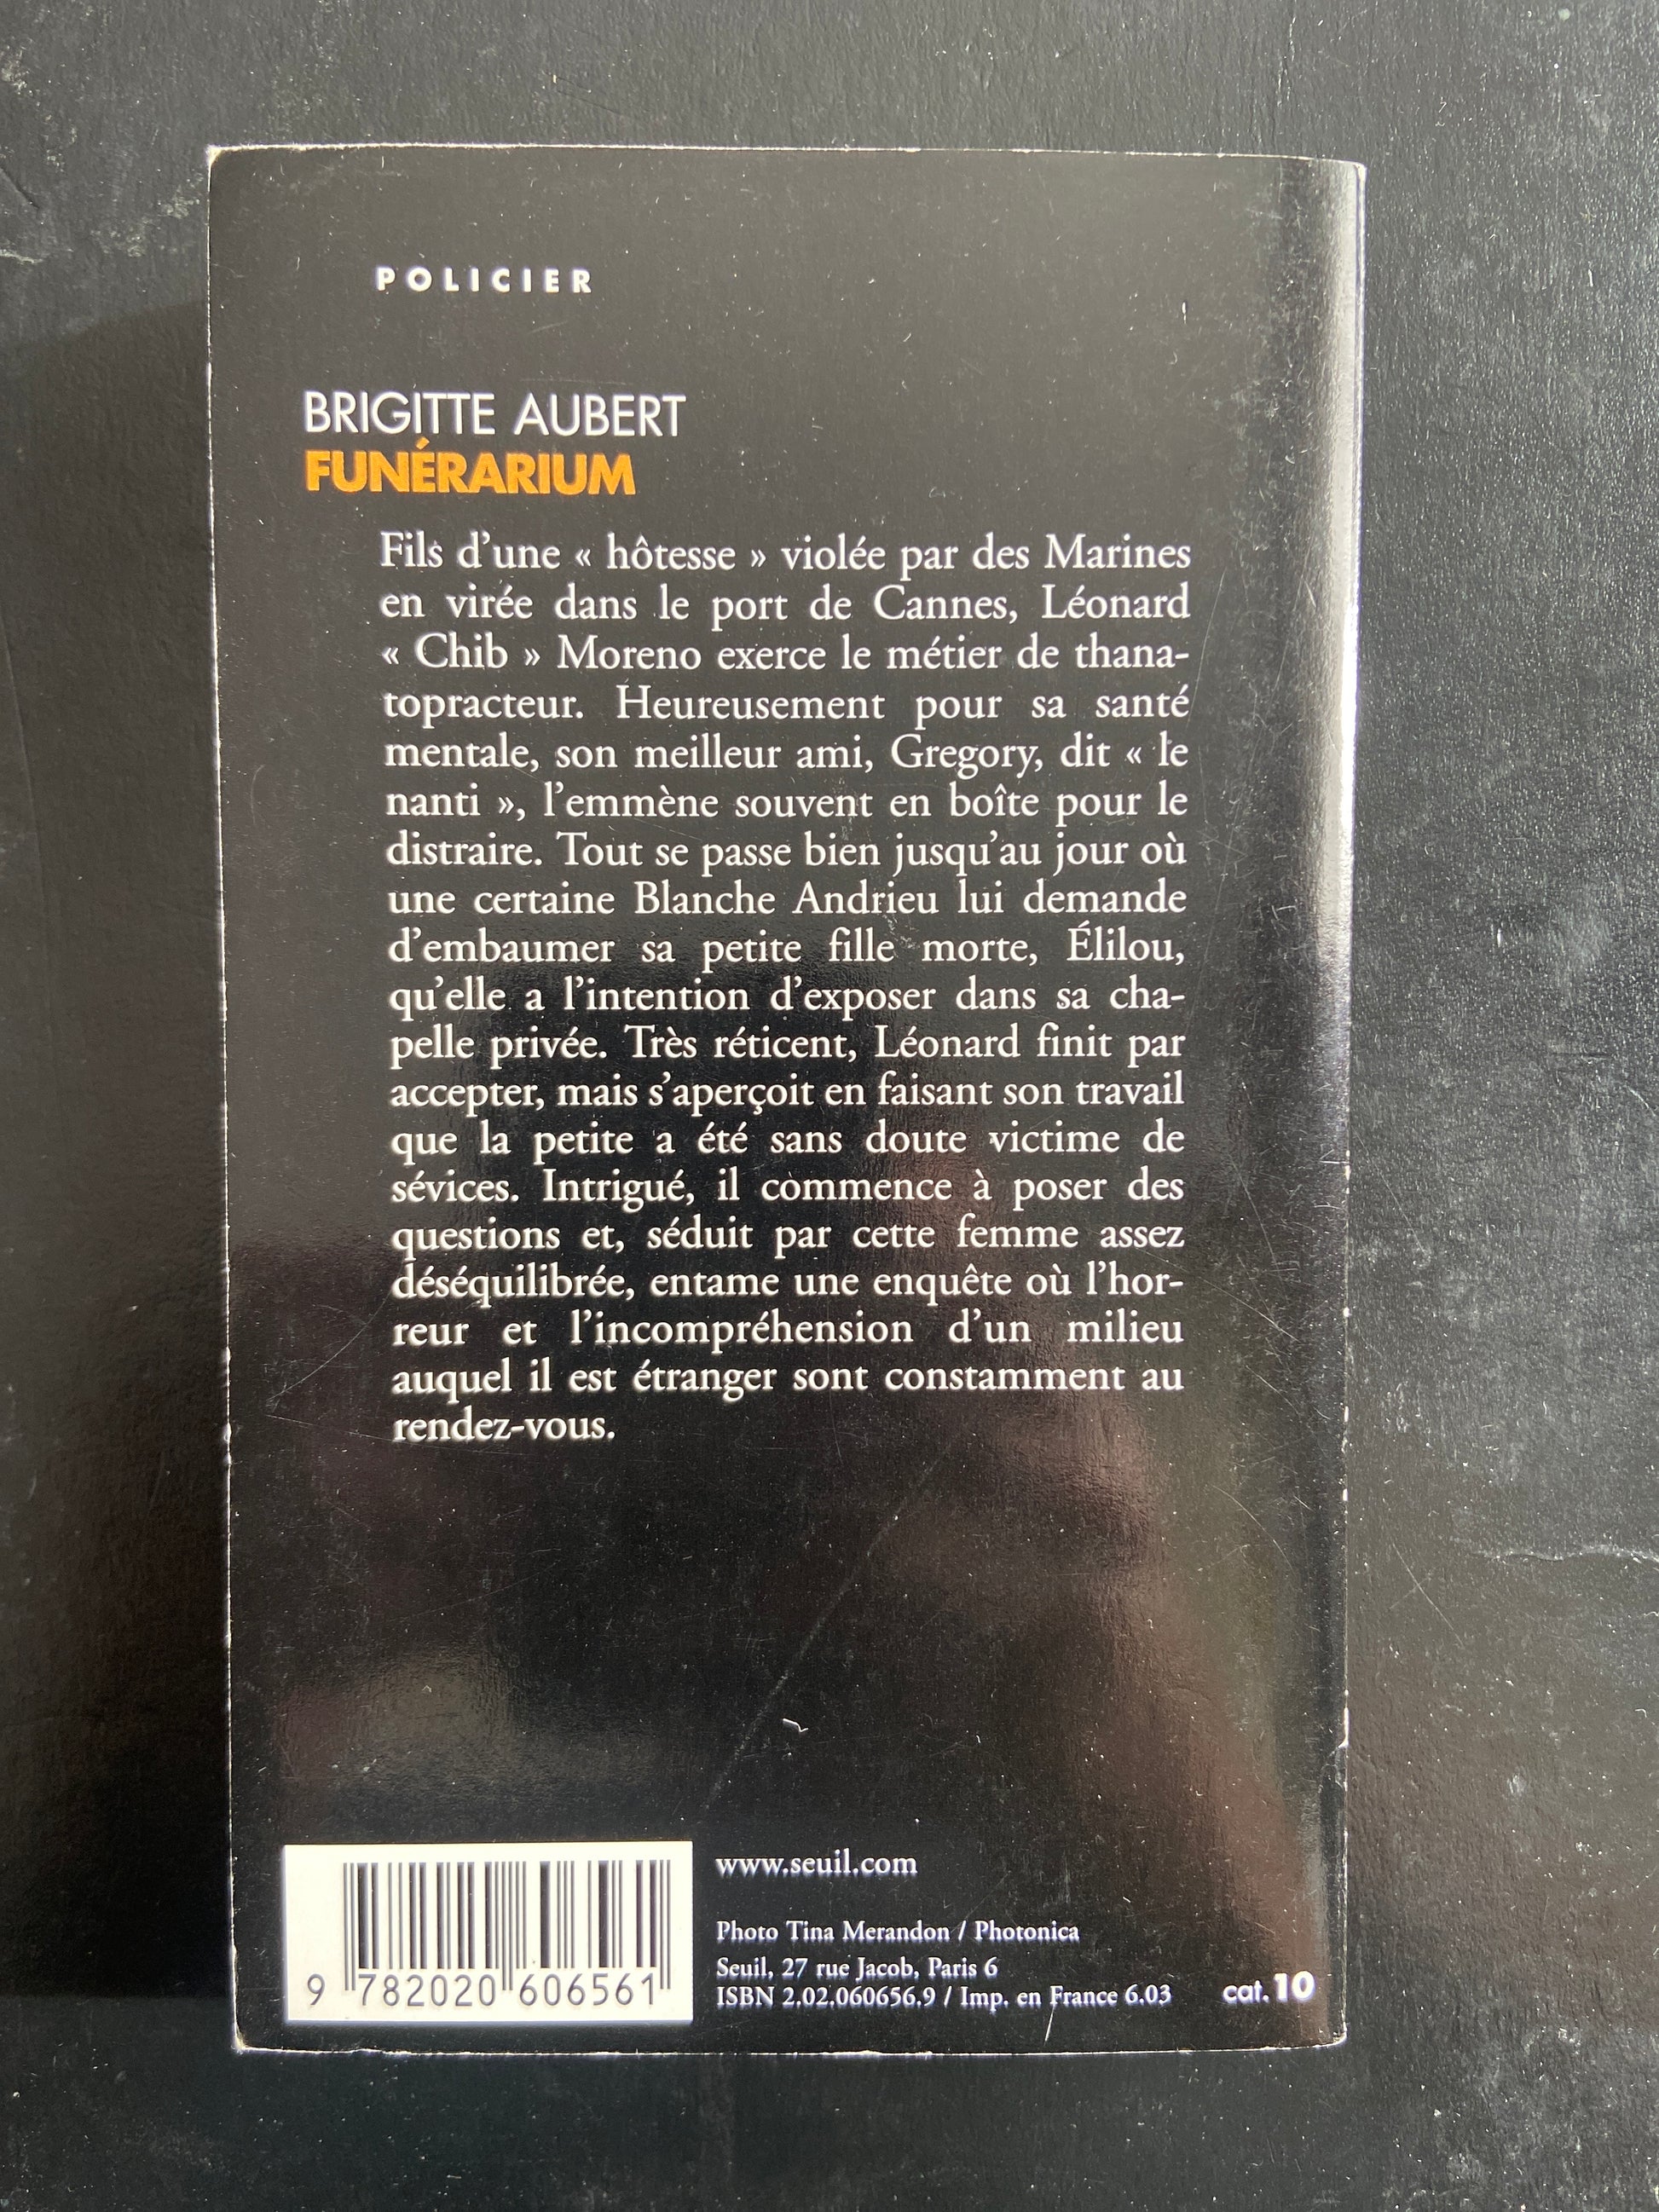 POLICIER
BRIGITTE AUBERT
FUNÉRARIUM
Fils d’une « hôtesse » violée par des Marines
en virée dans le port de Cannes, Léonard
« Chib » Moreno exerce le métier de thana-
topracteur. Heureusement pour sa santé
mentale, son meilleur ami, Gregory, dit « le
nanti », l’emmène souvent en boîte pour le
distraire. Tout se passe bien jusqu’au jour où
une certaine Blanche Andrieu lui demande
d’embaumer sa petite fille morte, Élilou,
qu’elle a l’intention d’exposer dans sa cha-
pelle privée. Très réticent, Léonard finit par
accepter, mais s’aperçoit en faisant son travail
que la petite a été sans doute victime de
sévices. Intrigué, il commence à poser des
questions et, séduit par cette femme assez
déséquilibrée, entame une enquête où l’hor-
reur et l’incompréhension d’un milieu
auquel il est étranger sont constamment au
rendez-vous.
www.seuil.com
Photo Tina Merandon / Photonica
Seuil, 27 rue Jacob, Paris 6
ISBN 2.02.060656.9 / Imp. en France 6.03
cat. 10
9 782020 606561